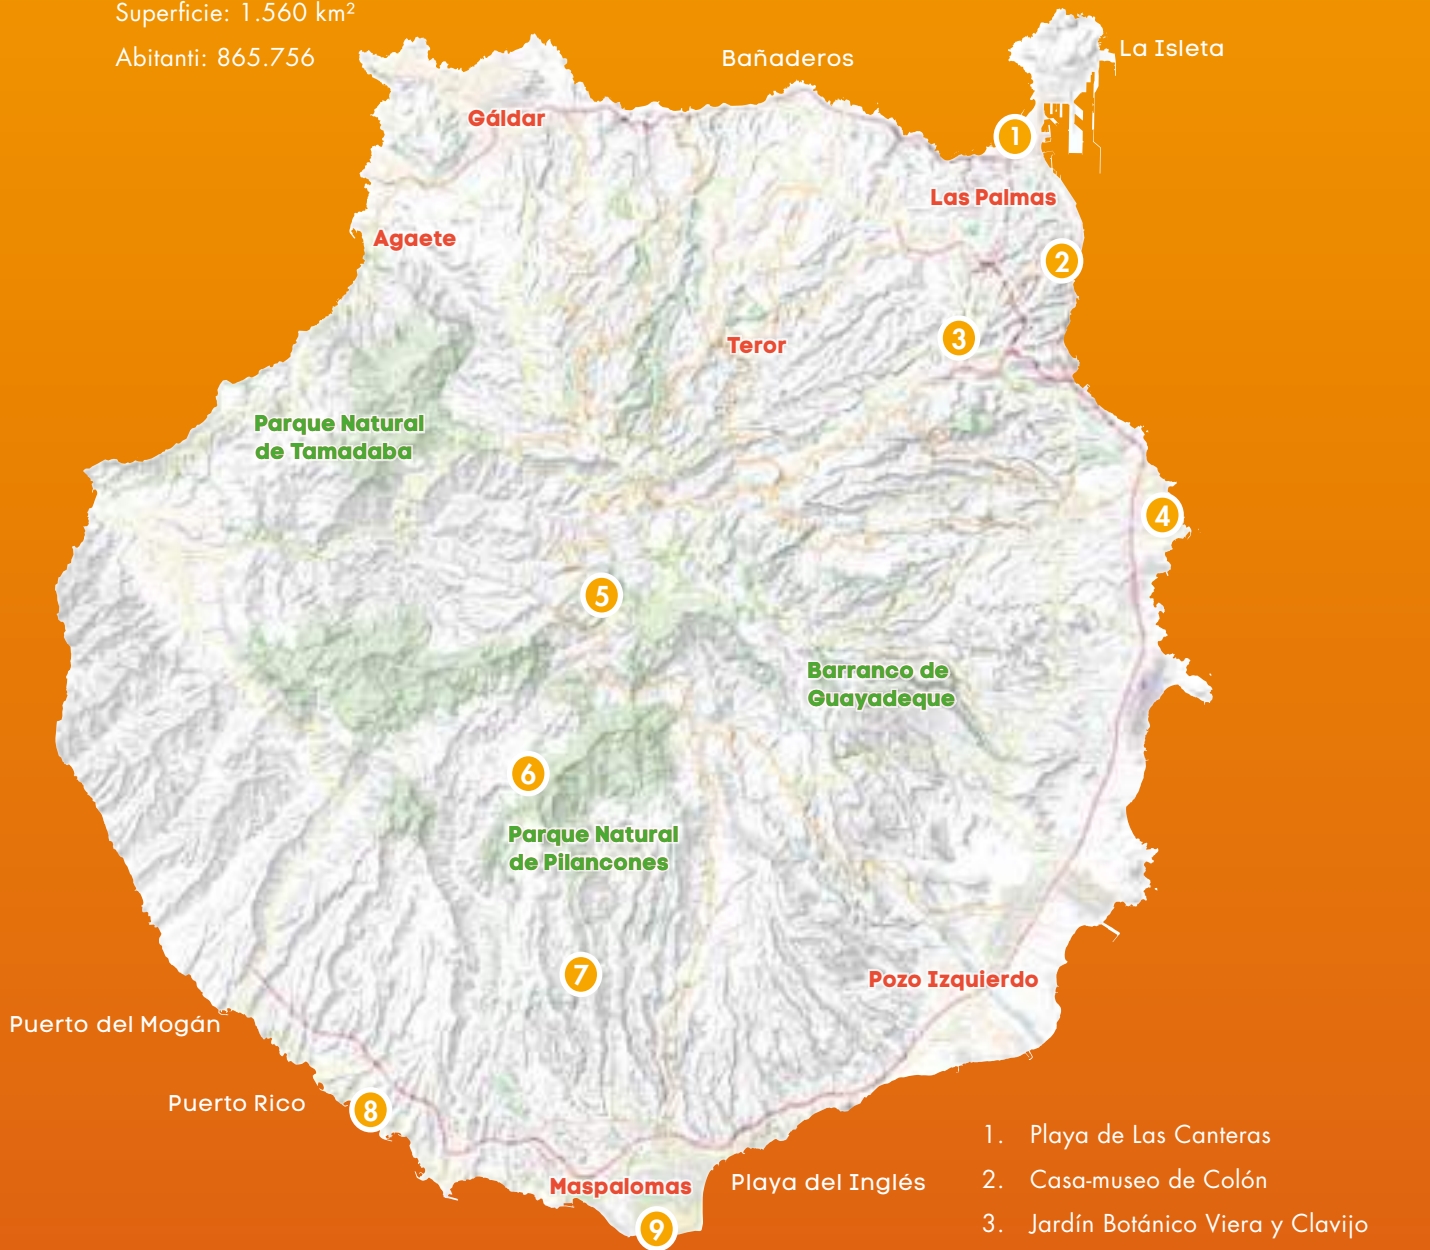 Superficie: 1.560 km²
Abitanti: 865.756
Bañaderos
La Isleta
Gáldar
1
Las Palmas
Agaete
2
3
Teror
Parque Natural
de Tamadaba
4
5
Barranco de
Guayadeque
6
Parque Natural
de Pilancones
7
Pozo Izquierdo
Puerto del Mogán
Puerto Rico
8
Maspalomas
Playa del Inglés
9
1. Playa de Las Canteras
2. Casa-museo de Colón
3. Jardín Botánico Viera y Clavijo